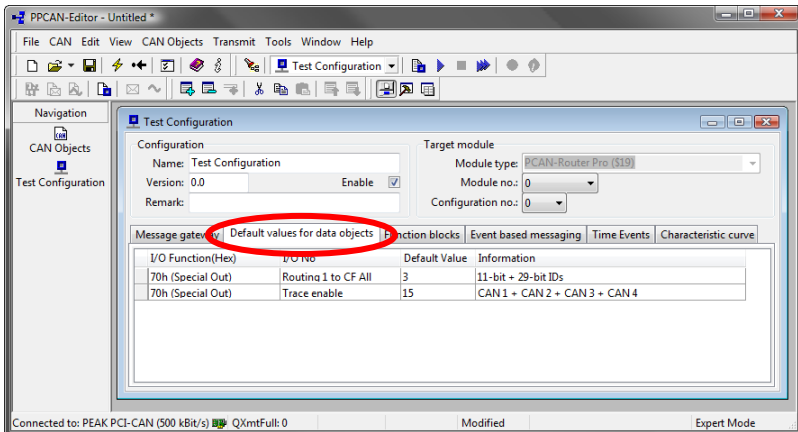 PPCAN-Editor - Untitled *
File CAN Edit View CAN Objects Transmit Tools Window Help
Test Configuration
Navigation
CAN Objects
Test Configuration
Test Configuration
Configuration
Name: Test Configuration
Version: 0.0 Enable
Remark:
Target module
Module type: PCAN-Router Pro ($19)
Module no.: 0
Configuration no.: 0
Message gateway Default values for data objects Function blocks Event based messaging Time Events Characteristic curve
I/O Function(Hex) I/O No Default Value Information
70h (Special Out) Routing 1 to CF All 3 11-bit + 29-bit IDs
70h (Special Out) Trace enable 15 CAN 1 + CAN 2 + CAN 3 + CAN 4
Connected to: PEAK PCI-CAN (500 kBit/s) QXmtFull: 0 Modified Expert Mode